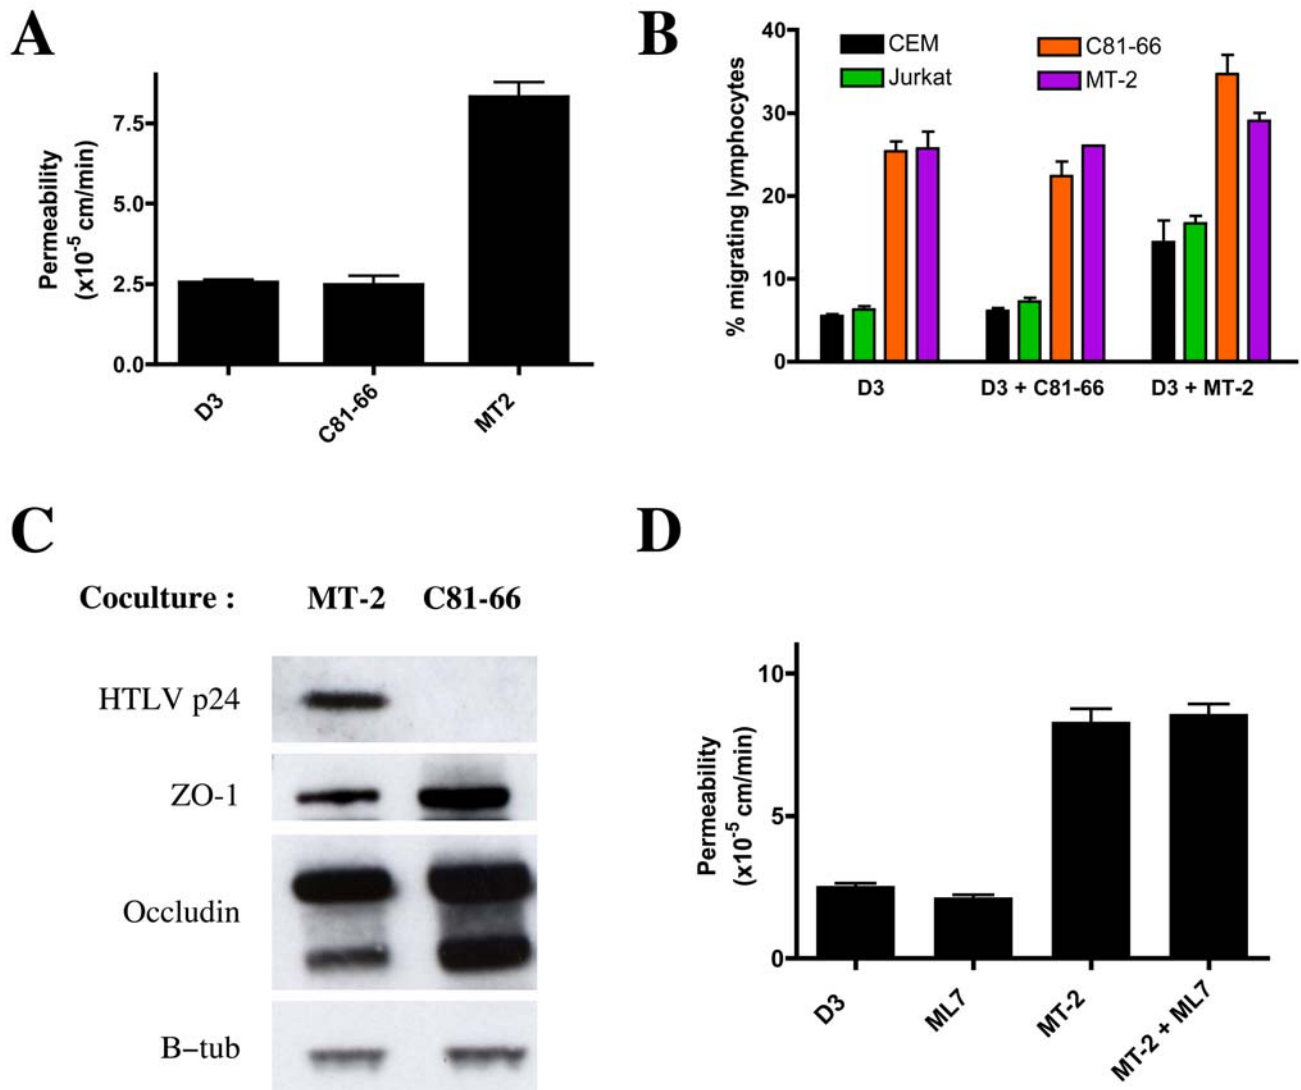 A
Permeability
(x10⁻⁵ cm/min)
7.5
5.0
2.5
0.0
D3
C81-66
MT2
B
% migrating lymphocytes
40
30
20
10
0
CEM
Jurkat
C81-66
MT-2
D3
D3 + C81-66
D3 + MT-2
C
Coculture :
MT-2
C81-66
HTLV p24
ZO-1
Occludin
B-tub
D
Permeability
(x10⁻⁵ cm/min)
10
5
0
D3
ML7
MT-2
MT-2 + ML7